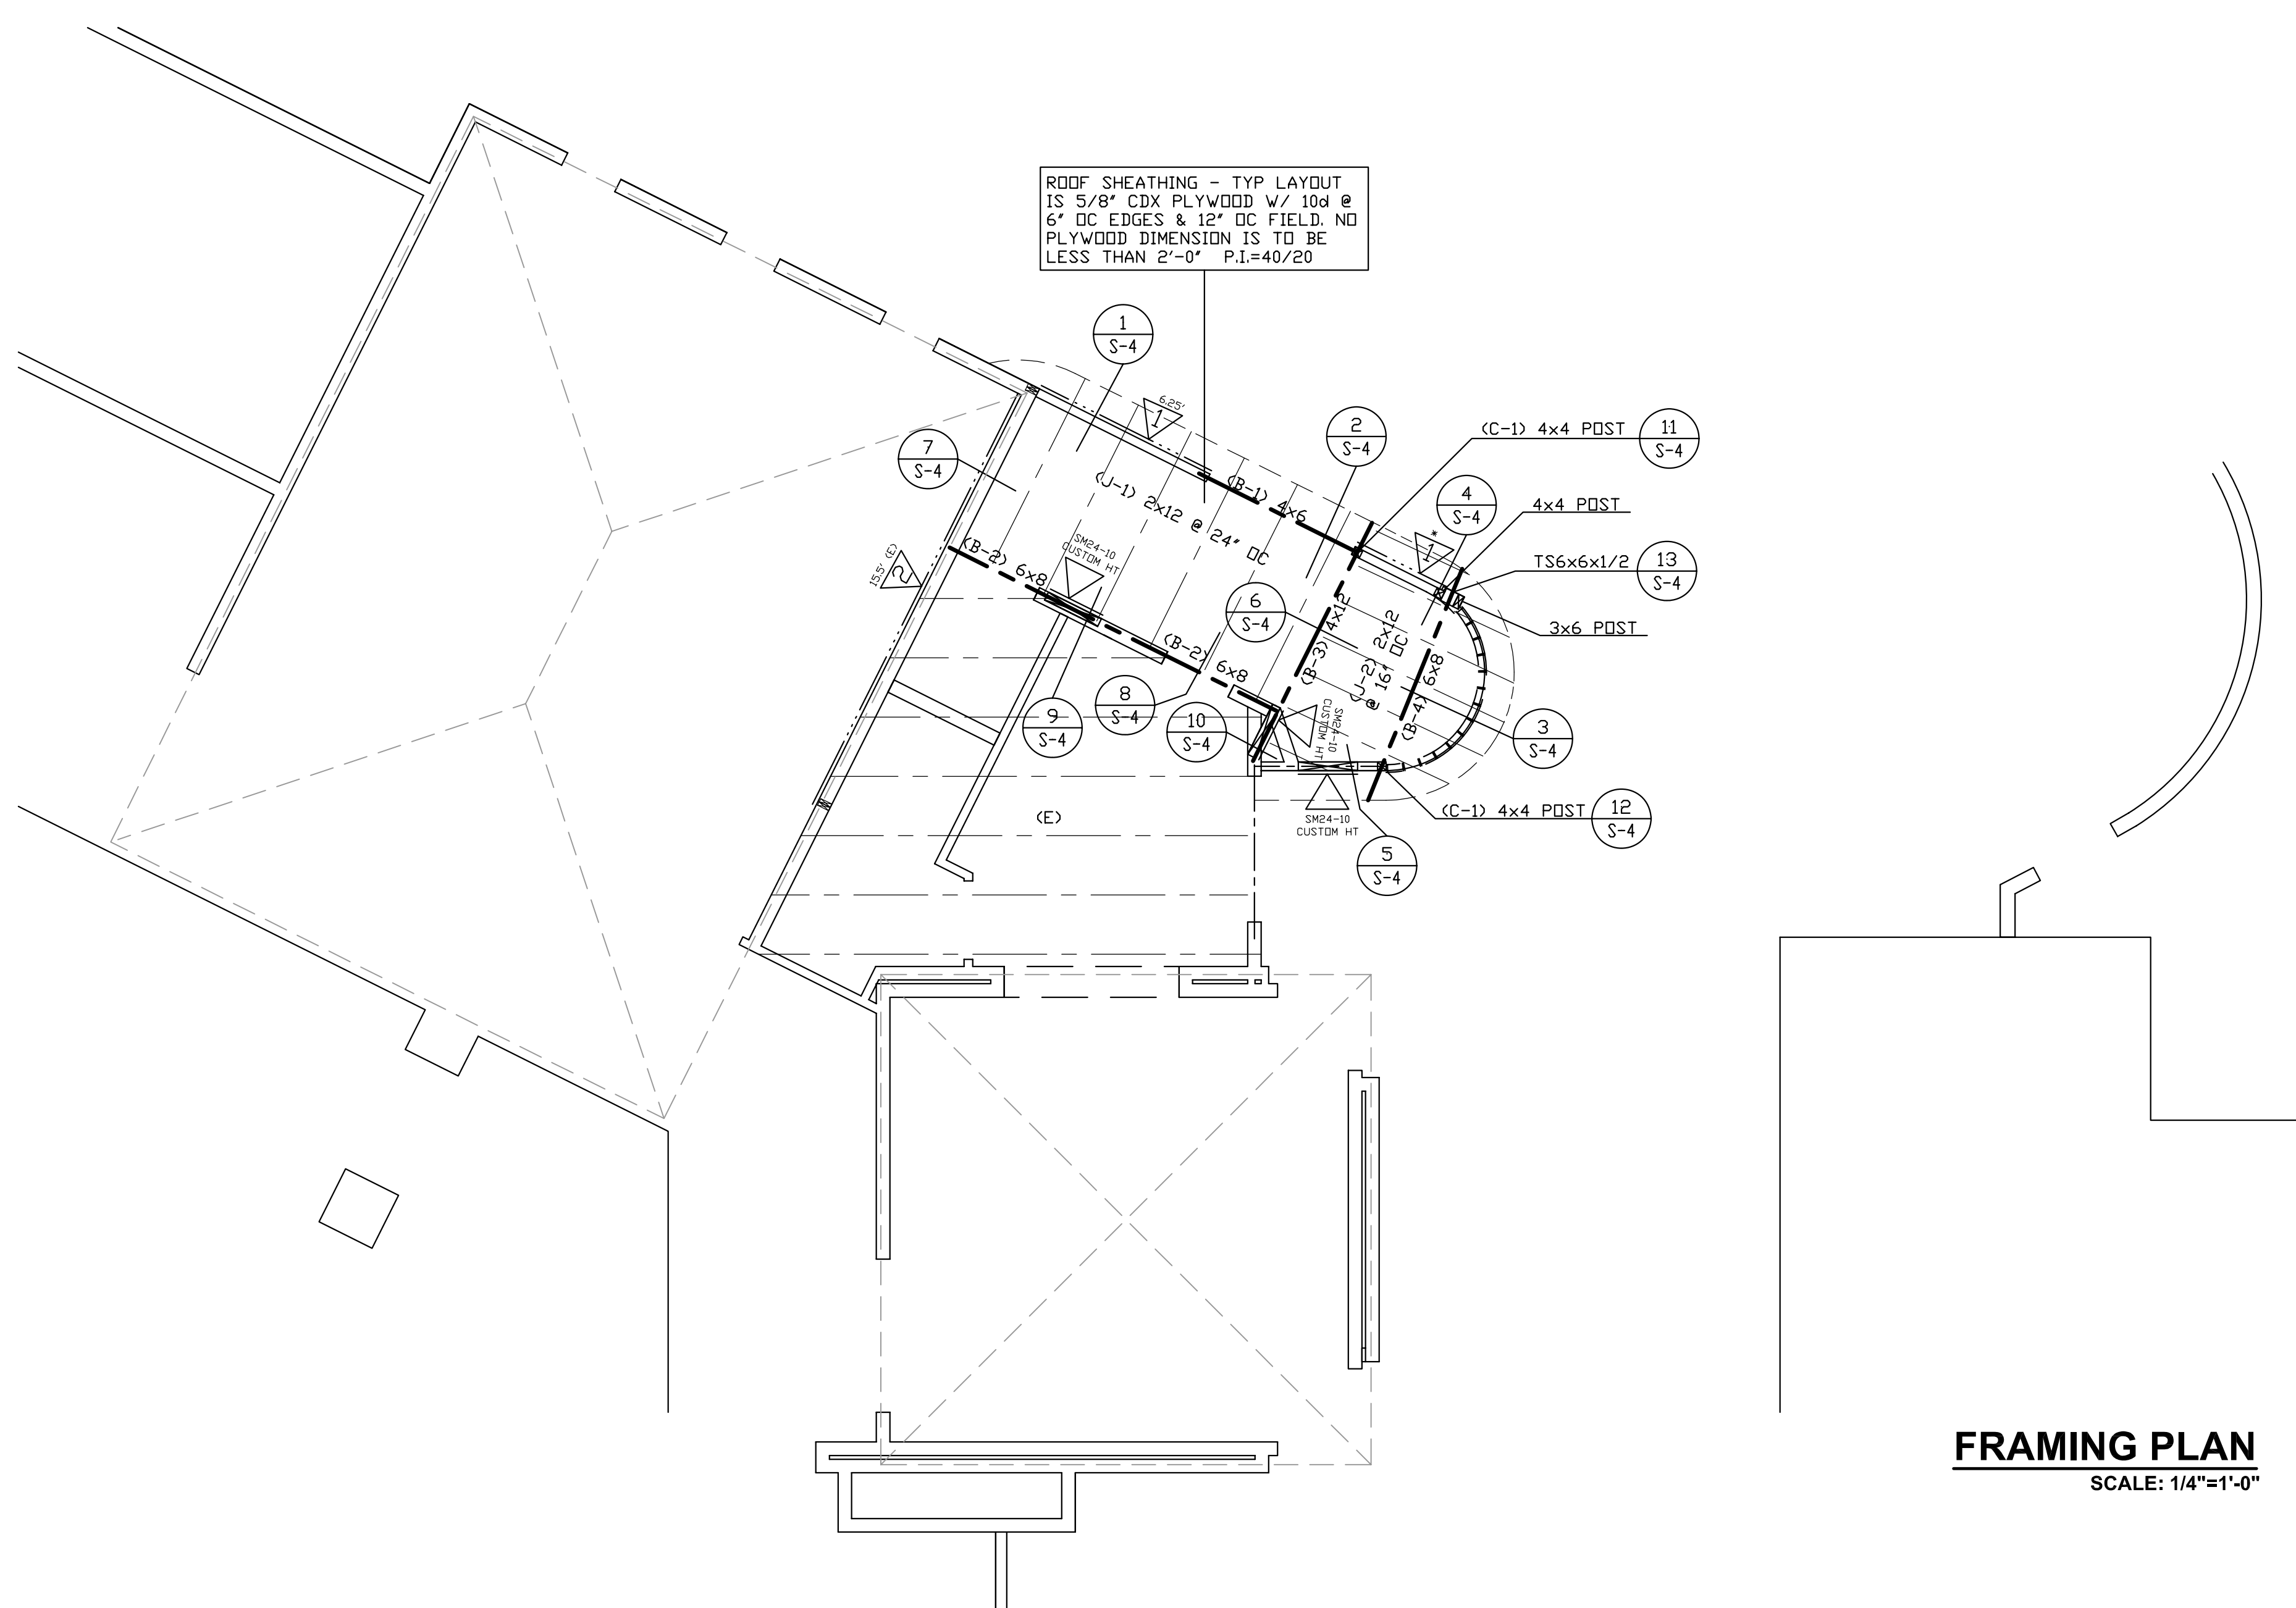 ROOF SHEATHING - TYP LAYOUT
IS 5/8" CDX PLYWOOD W/ 10d @
6" OC EDGES & 12" OC FIELD. NO
PLYWOOD DIMENSION IS TO BE
LESS THAN 2'-0" P.I.=40/20
1
S-4
6.25'
1
2
S-4
(C-1) 4x4 POST
11
S-4
7
S-4
(J-1) 2x12 @ 24" OC
(B-1) 4x6
4
S-4
4x4 POST
*
1
TS6x6x1/2
13
S-4
15.5' (E)
2
(B-2) 6x8
SM24-10
CUSTOM HT
6
S-4
(B-3) 4x12
(J-2) 2x12
@ 16" OC
(B-4) 6x8
3x6 POST
(B-2) 6x8
8
S-4
9
S-4
10
S-4
SM24-10
CUSTOM HT
3
S-4
(E)
SM24-10
CUSTOM HT
(C-1) 4x4 POST
12
S-4
5
S-4
FRAMING PLAN
SCALE: 1/4"=1'-0"